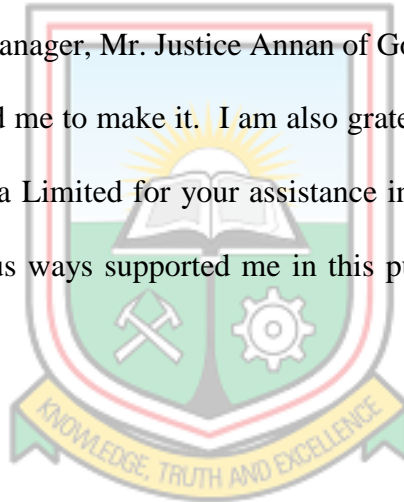 anager, Mr. Justice Annan of Go
d me to make it. I am also grate
a Limited for your assistance in
us ways supported me in this pu
KNOWLEDGE, TRUTH AND EXCELLENCE